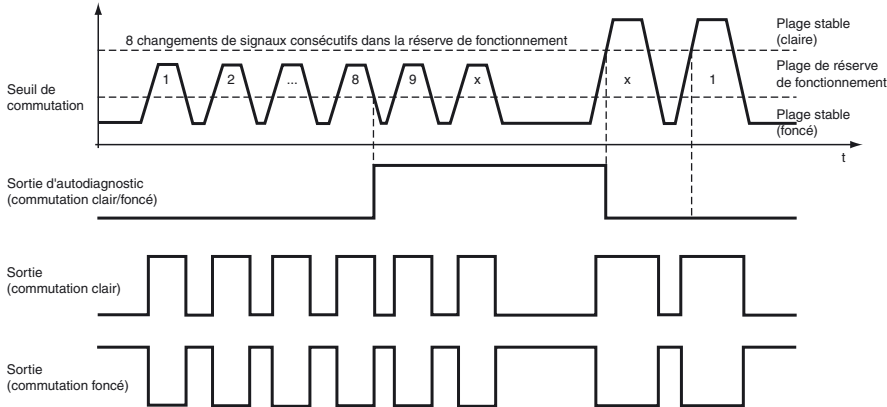 8 changements de signaux consécutifs dans la réserve de fonctionnement
Plage stable
(claire)
Plage de réserve
de fonctionnement
Plage stable
(foncé)
Seuil de
commutation
1 2 ... 8 9 x x 1
t
Sortie d'autodiagnostic
(commutation clair/foncé)
Sortie
(commutation clair)
Sortie
(commutation foncé)